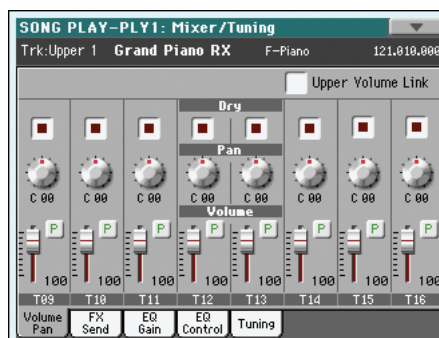 SONG PLAY-PLY1: Mixer/Tuning
Trk:Upper 1 Grand Piano RX F-Piano 121.010.000
Upper Volume Link
Dry
Pan
C 00 C 00 C 00 C 00 C 00 C 00 C 00 C 00
Volume
P P P P P P P P
100 100 100 100 100 100 100 100
T09 T10 T11 T12 T13 T14 T15 T16
Volume Pan FX Send EQ Gain EQ Control Tuning